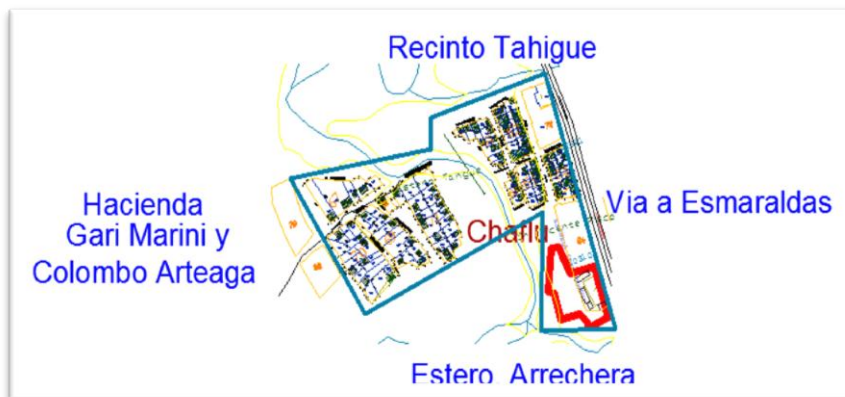 Recinto Tahigue
Hacienda
Gari Marini y
Colombo Arteaga
Via a Esmaraldas
Chaflu
Estero. Arrechera